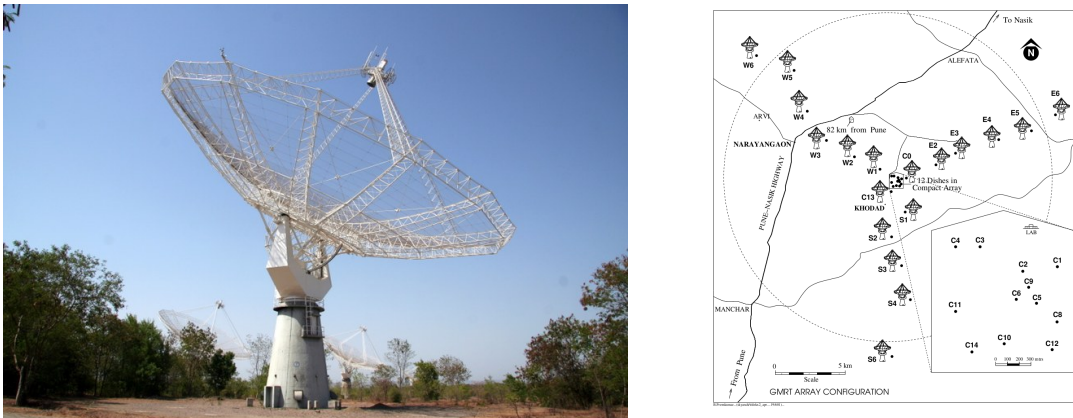 To Nasik
N
W6
W5
ALEFATA
E6
W4
E5
ARVI
E4
82 km from Pune
E3
NARAYANGAON
W3
W2
E2
W1
C0
12 Dishes in
Compact Array
C13
KHODAD
S1
PUNE-NASIK HIGHWAY
S2
LAB
C4
C3
S3
C2
C1
C9
S4
C6
C5
MANCHAR
C11
C8
C10
C14
C12
S6
0 100 200 300
0
5 km
Scale
From Pune
GMRT ARRAY CONFIGURATION